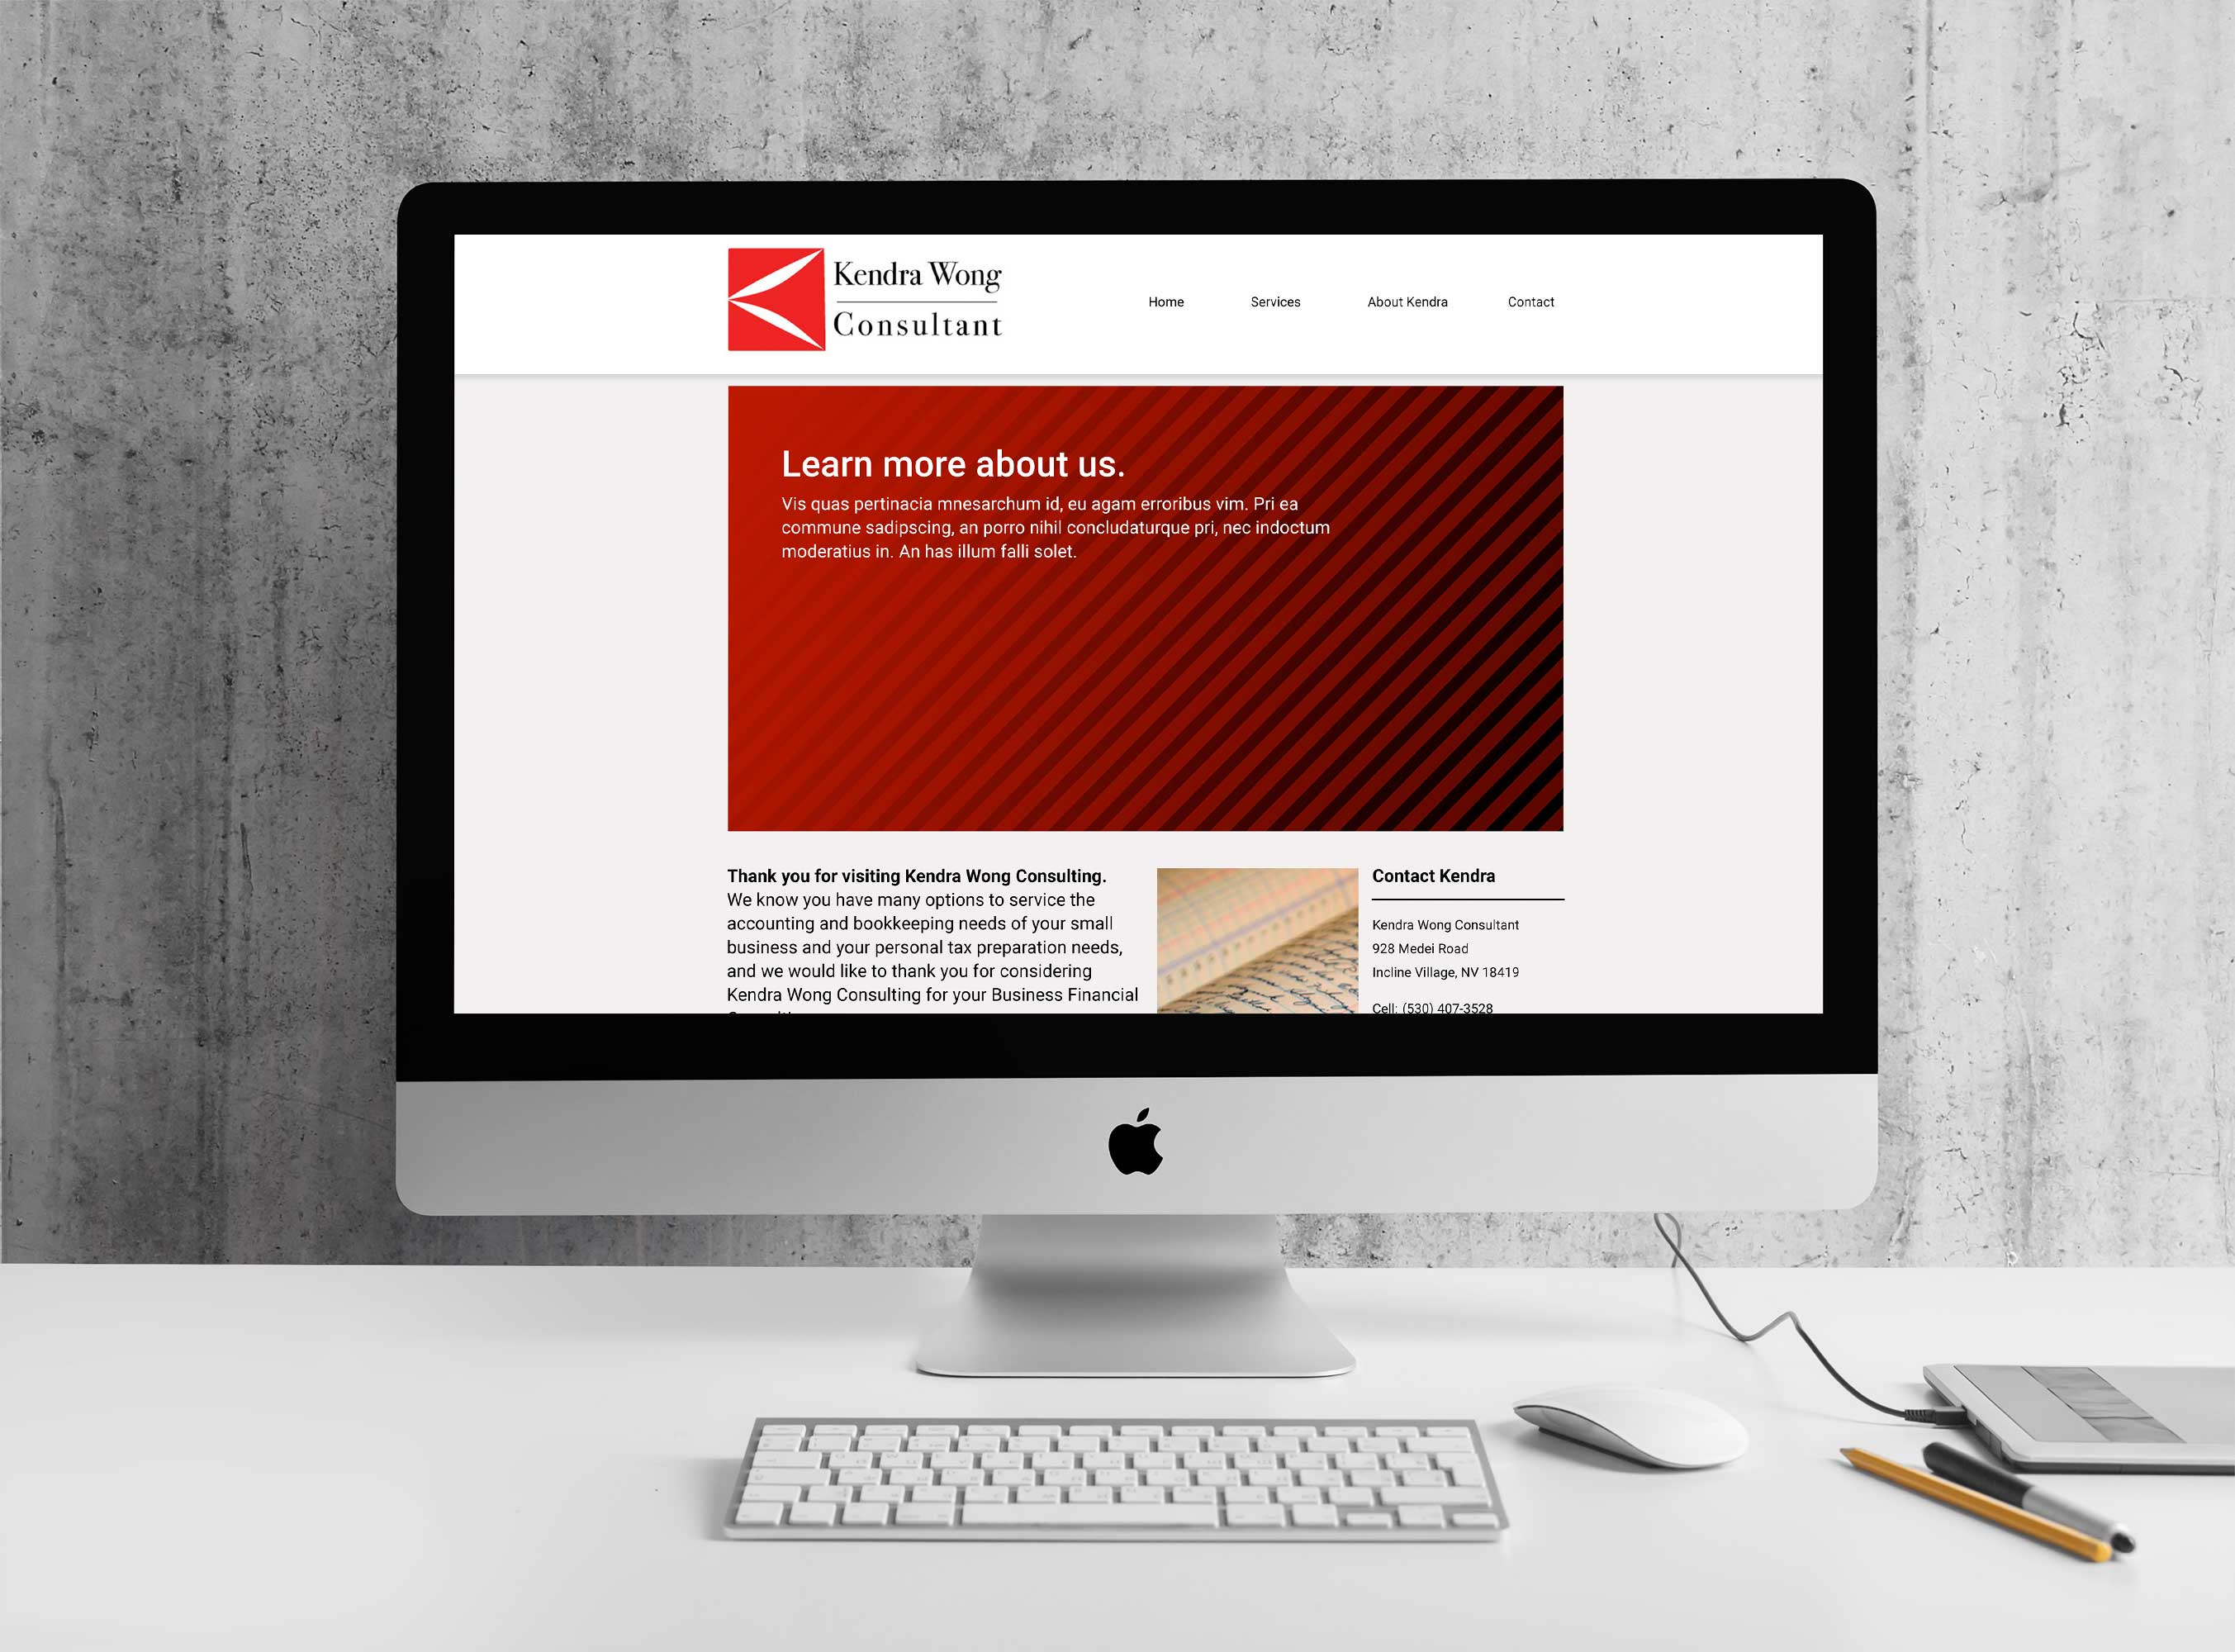 Kendra Wong
Consultant
Home
Services
About Kendra
Contact
Learn more about us.
Vis quas pertinacia mnesarchum id, eu agam erroribus vim. Pri ea
commune sadipscing, an porro nihil concludaturque pri, nec indoctum
moderatius in. An has illum falli solet.
Thank you for visiting Kendra Wong Consulting.
We know you have many options to service the
accounting and bookkeeping needs of your small
business and your personal tax preparation needs,
and we would like to thank you for considering
Kendra Wong Consulting for your Business Financial
Contact Kendra
Kendra Wong Consultant
928 Medei Road
Incline Village, NV 18419
Cell: (530) 407-3528